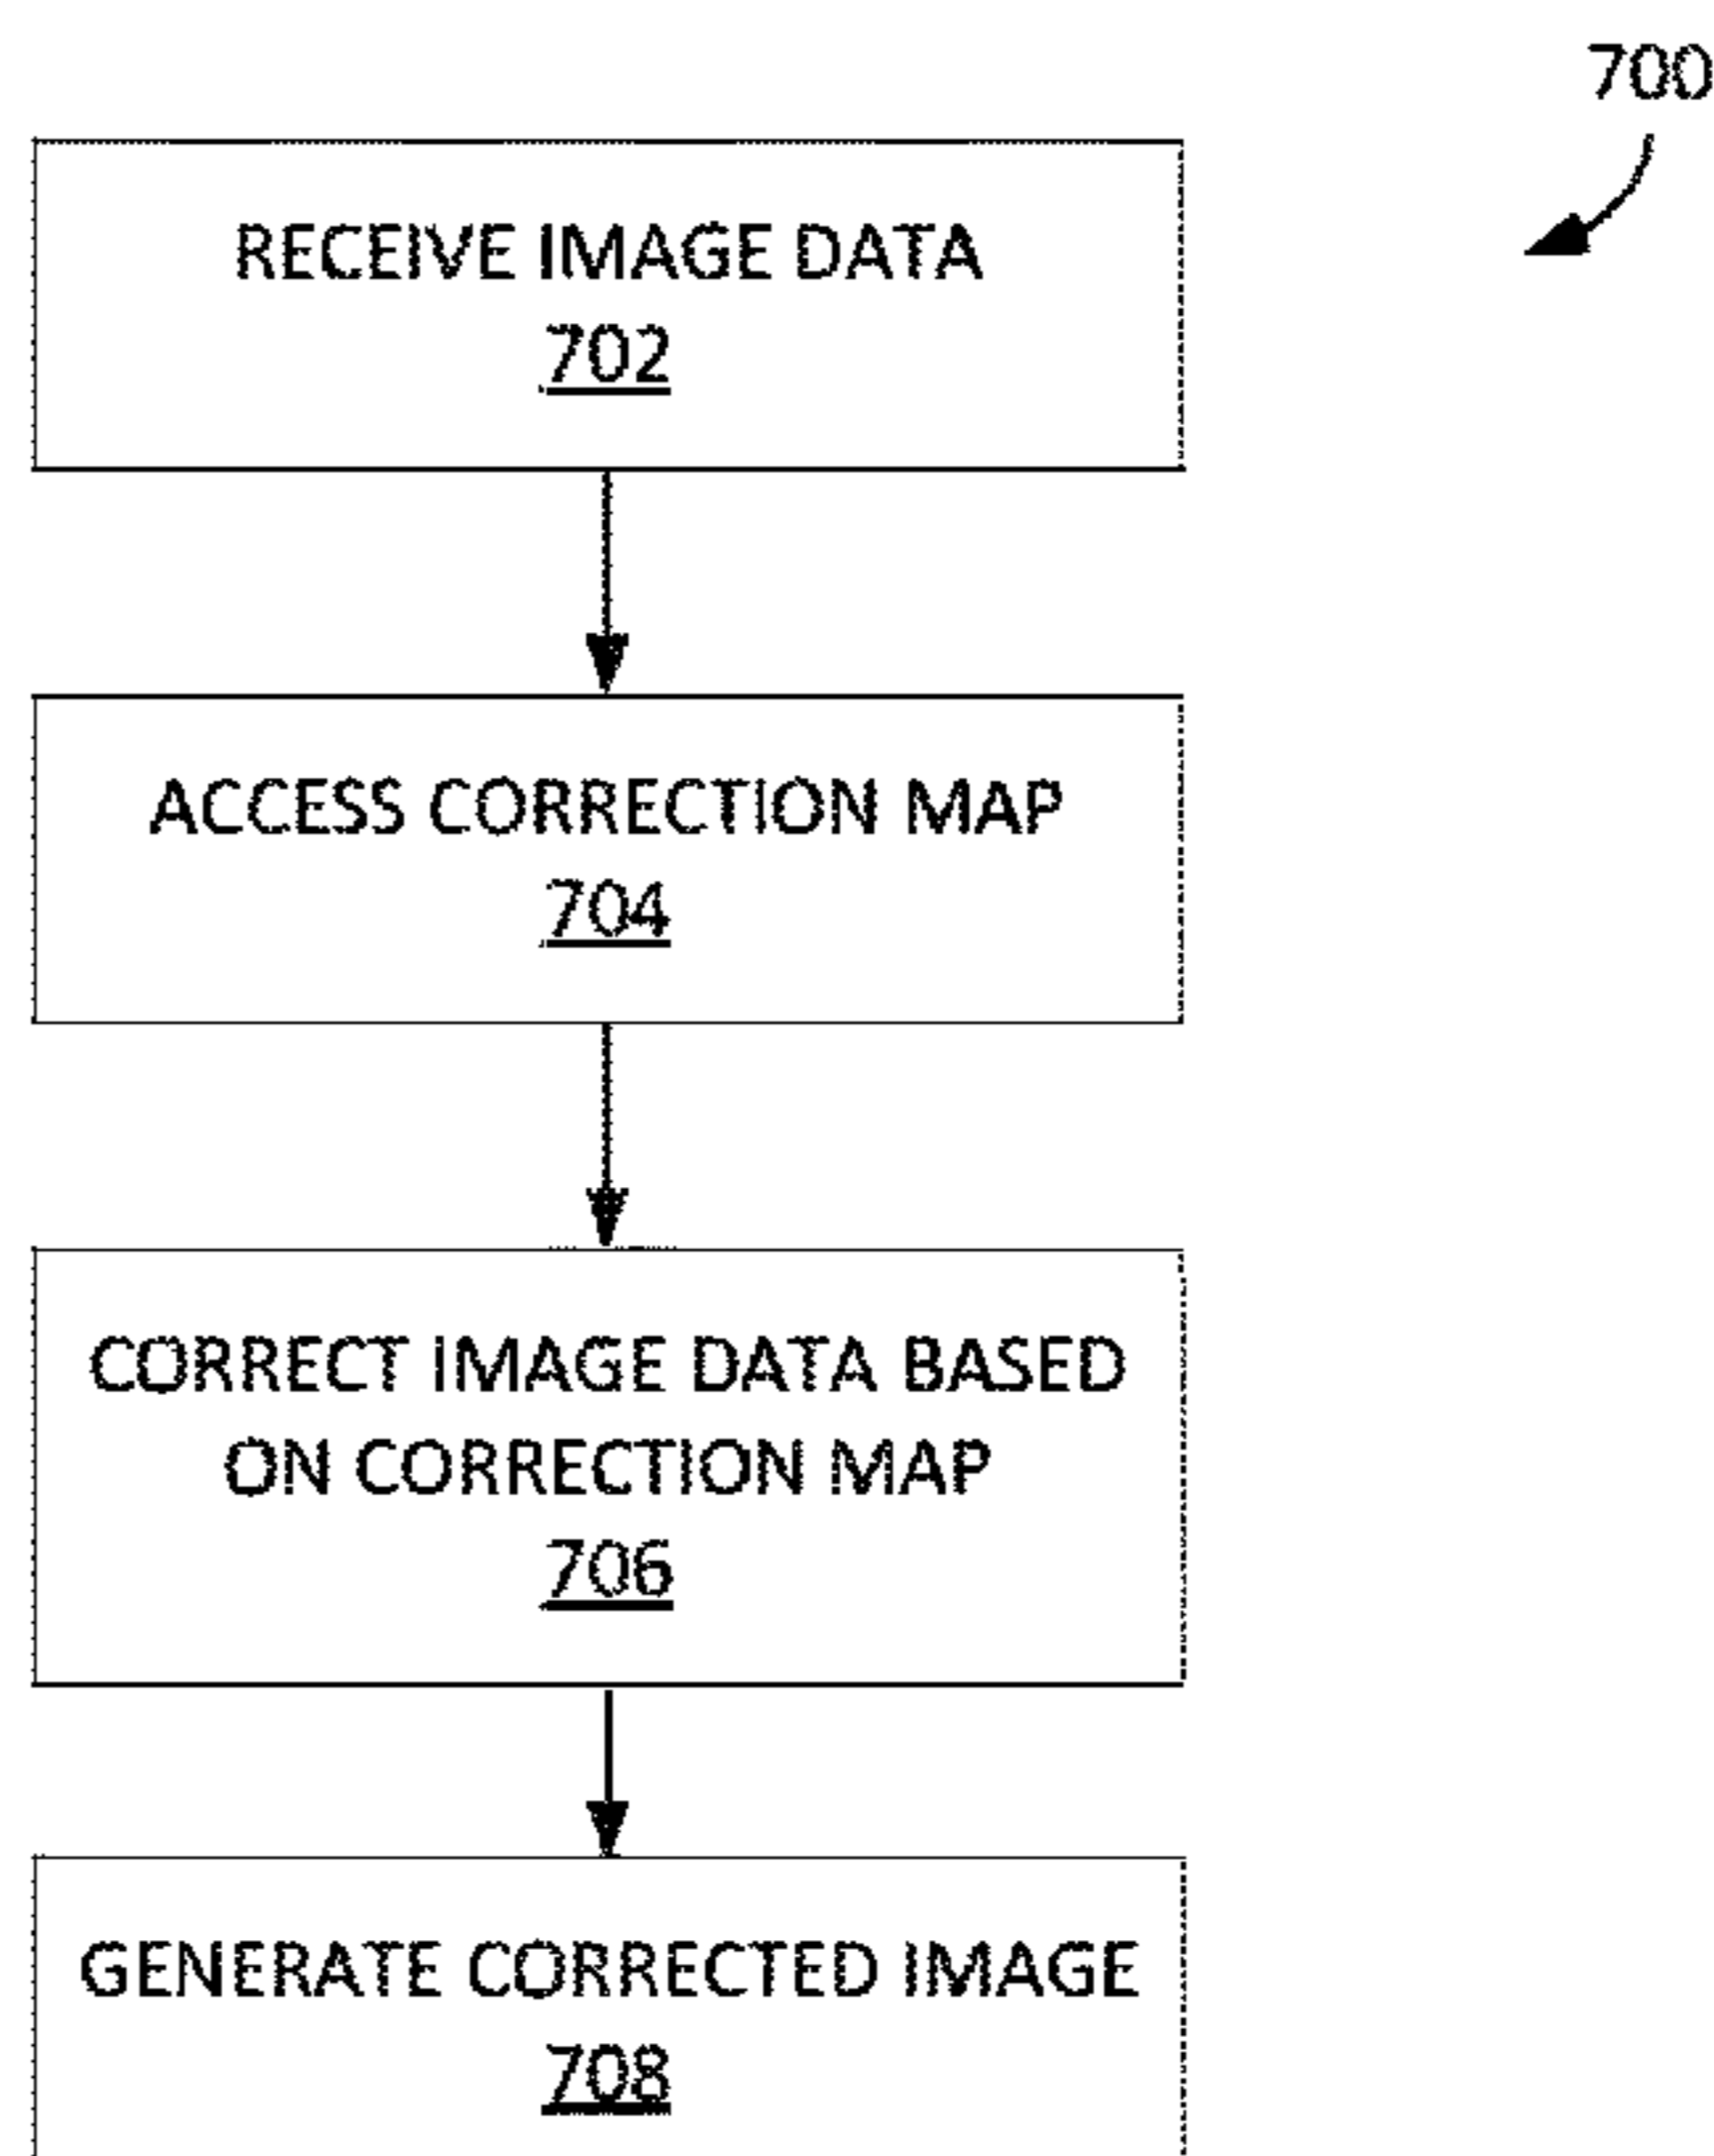 700
RECEIVE IMAGE DATA
702
ACCESS CORRECTION MAP
704
CORRECT IMAGE DATA BASED
ON CORRECTION MAP
706
GENERATE CORRECTED IMAGE
708